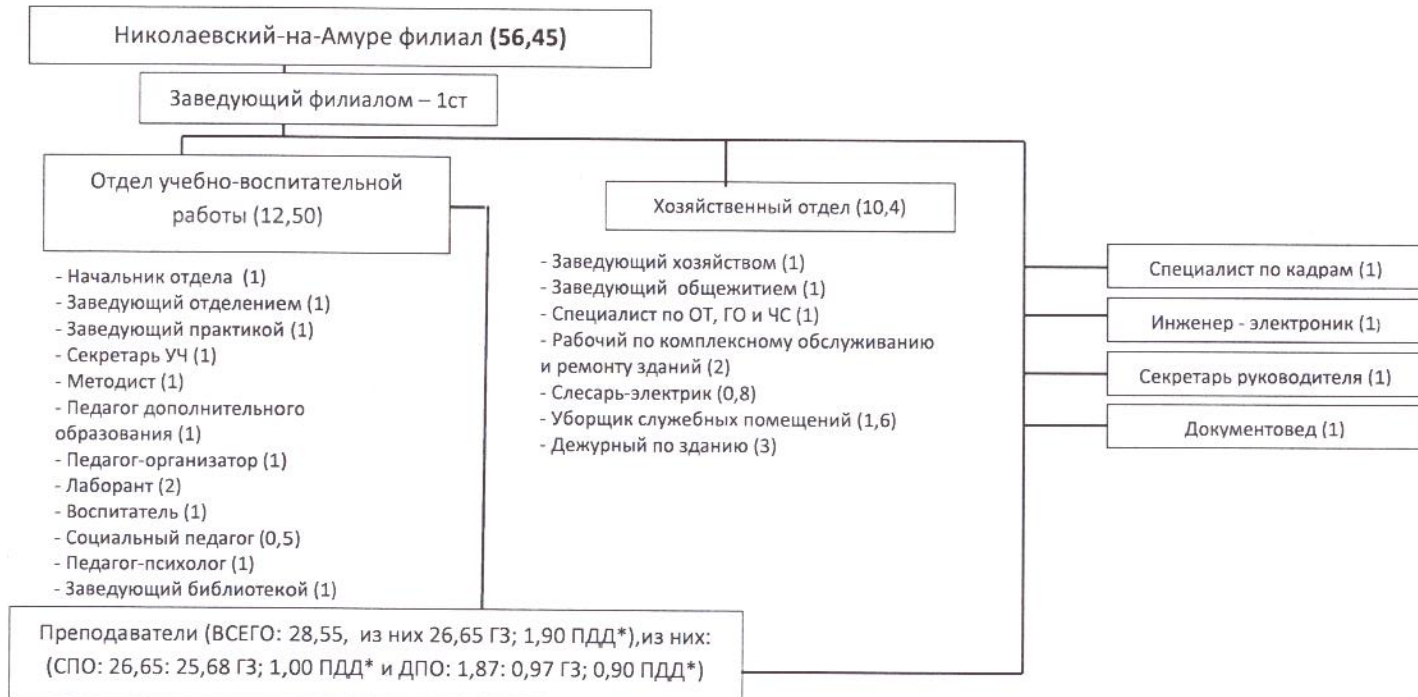 Николаевский-на-Амуре филиал (56,45)
Заведующий филиалом – 1ст
Отдел учебно-воспитательной
работы (12,50)
- Начальник отдела (1)
- Заведующий отделением (1)
- Заведующий практикой (1)
- Секретарь УЧ (1)
- Методист (1)
- Педагог дополнительного
образования (1)
- Педагог-организатор (1)
- Лаборант (2)
- Воспитатель (1)
- Социальный педагог (0,5)
- Педагог-психолог (1)
- Заведующий библиотекой (1)
Хозяйственный отдел (10,4)
- Заведующий хозяйством (1)
- Заведующий общежитием (1)
- Специалист по ОТ, ГО и ЧС (1)
- Рабочий по комплексному обслуживанию
и ремонту зданий (2)
- Слесарь-электрик (0,8)
- Уборщик служебных помещений (1,6)
- Дежурный по зданию (3)
Специалист по кадрам (1)
Инженер - электроник (1)
Секретарь руководителя (1)
Документовед (1)
Преподаватели (ВСЕГО: 28,55, из них 26,65 ГЗ; 1,90 ПДД*),из них:
(СПО: 26,65: 25,68 ГЗ; 1,00 ПДД* и ДПО: 1,87: 0,97 ГЗ; 0,90 ПДД*)